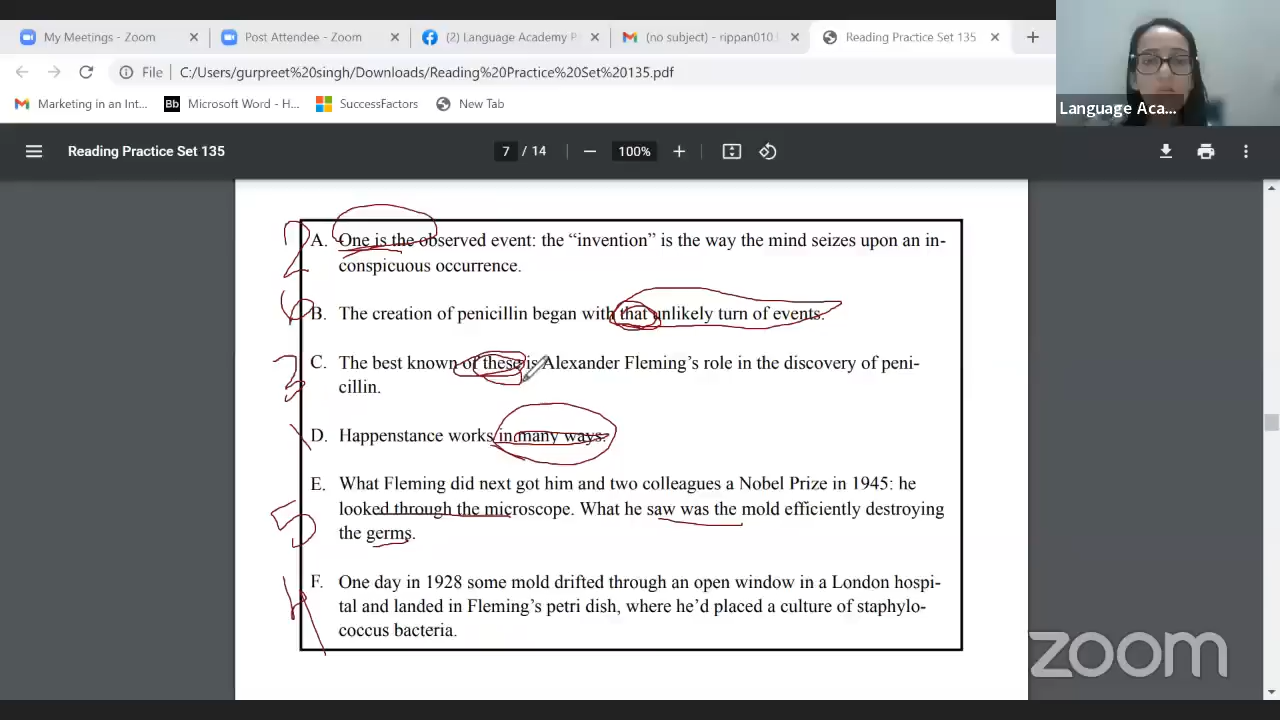 My Meetings - Zoom
Post Attendee - Zoom
(2) Language Academy P
(no subject) - rippan010.
Reading Practice Set 135
File
C:/Users/gurpreet%20singh/Downloads/Reading%20Practice%20Set%20135.pdf
Marketing in an Int...
Bb Microsoft Word - H...
SuccessFactors
New Tab
Language Aca...
Reading Practice Set 135
7 / 14
100%
2 A. One is the observed event: the “invention” is the way the mind seizes upon an in-
conspicuous occurrence.
6 B. The creation of penicillin began with that unlikely turn of events.
3 C. The best known of these is Alexander Fleming’s role in the discovery of peni-
cillin.
1 D. Happenstance works in many ways.
E. What Fleming did next got him and two colleagues a Nobel Prize in 1945: he
5 looked through the microscope. What he saw was the mold efficiently destroying
the germs.
4 F. One day in 1928 some mold drifted through an open window in a London hospi-
tal and landed in Fleming’s petri dish, where he’d placed a culture of staphylo-
coccus bacteria.
zoom